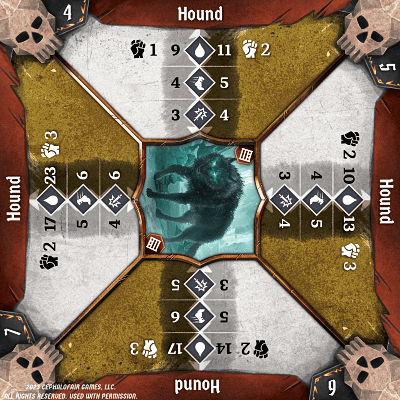 4
Hound
1 9 11 2
4 5
3 4
5
Hound
2 10 13 3
4 5
3 4
6
Hound
2 14 17 3
5 6
3 5
7
Hound
2 17 23 3
5 6
4 6
2023 CEPHALOFAIR GAMES, LLC.
ALL RIGHTS RESERVED. USED WITH PERMISSION.